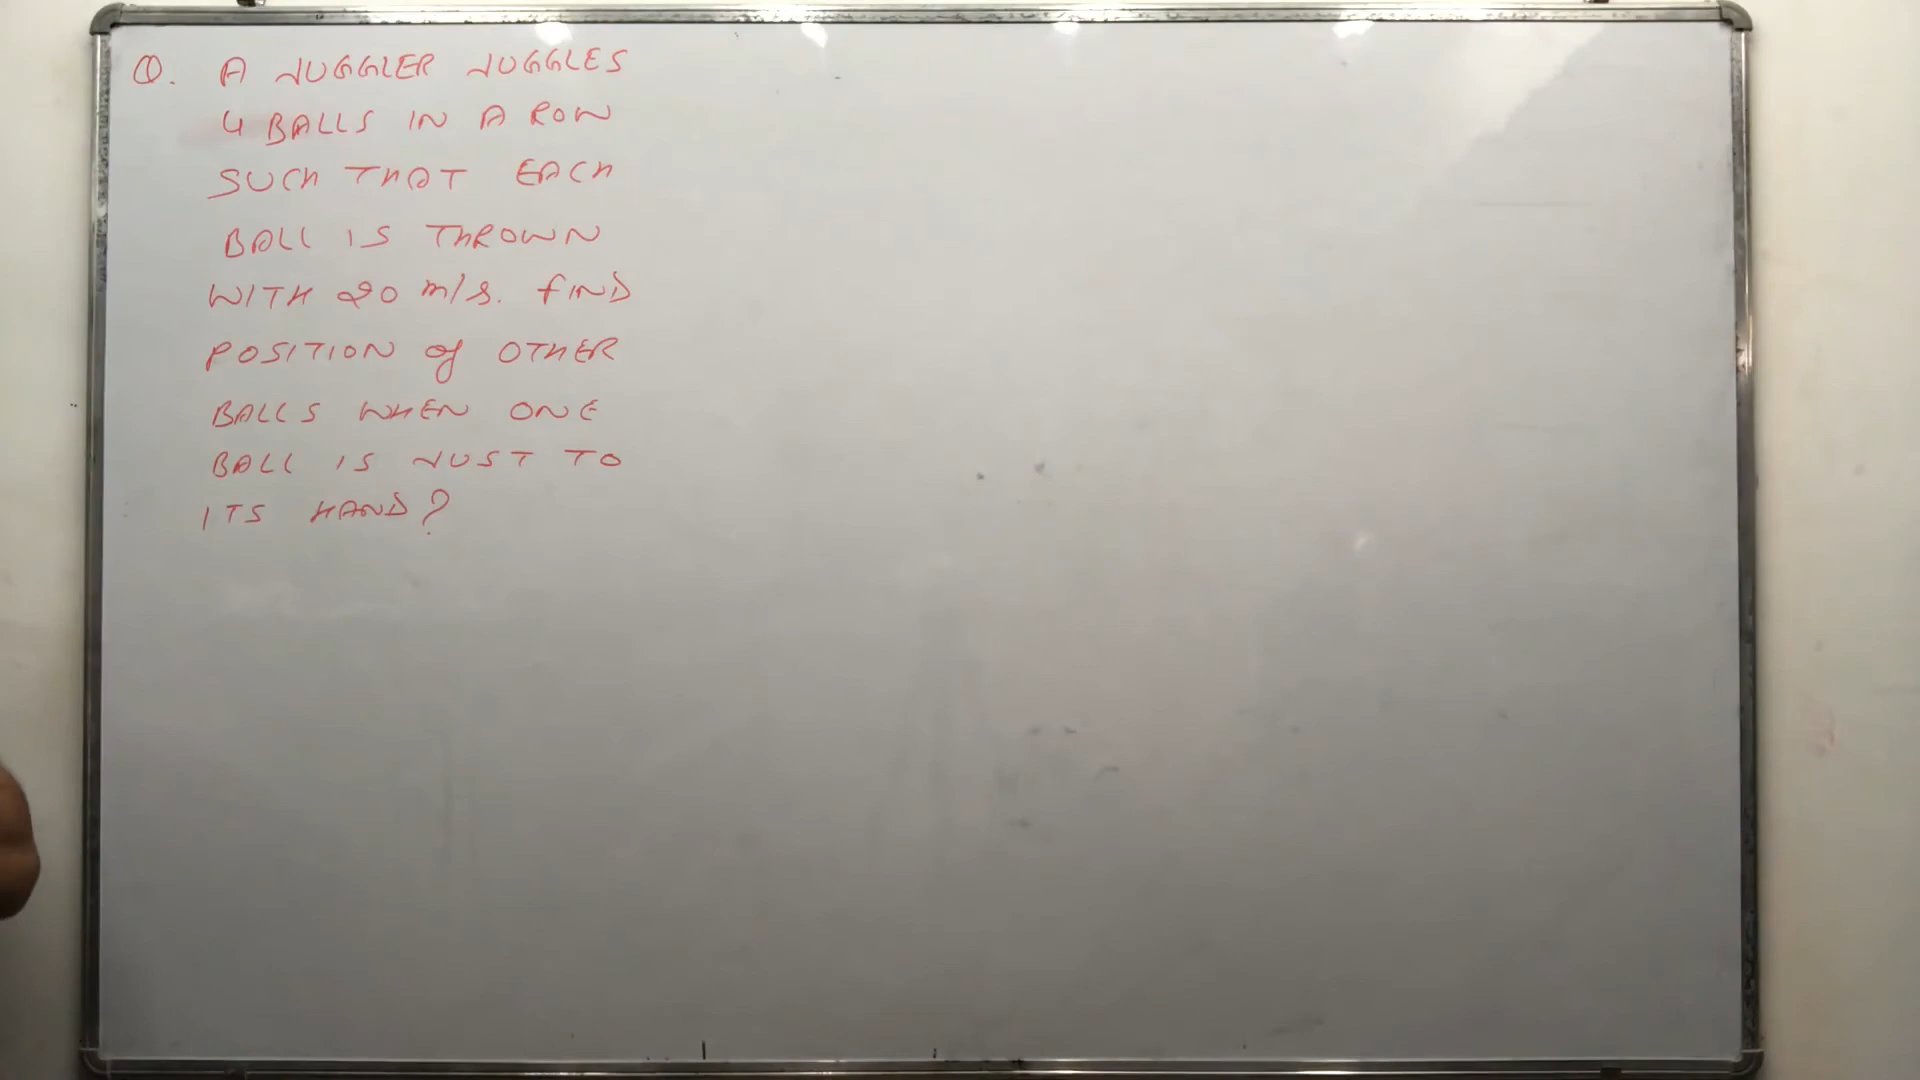 Q. A JUGGLER JUGGLES
4 BALLS IN A ROW
SUCH THAT EACH
BALL IS THROWN
WITH 20 m/s. FIND
POSITION of OTHER
BALLS WHEN ONE
BALL IS JUST TO
ITS HAND?